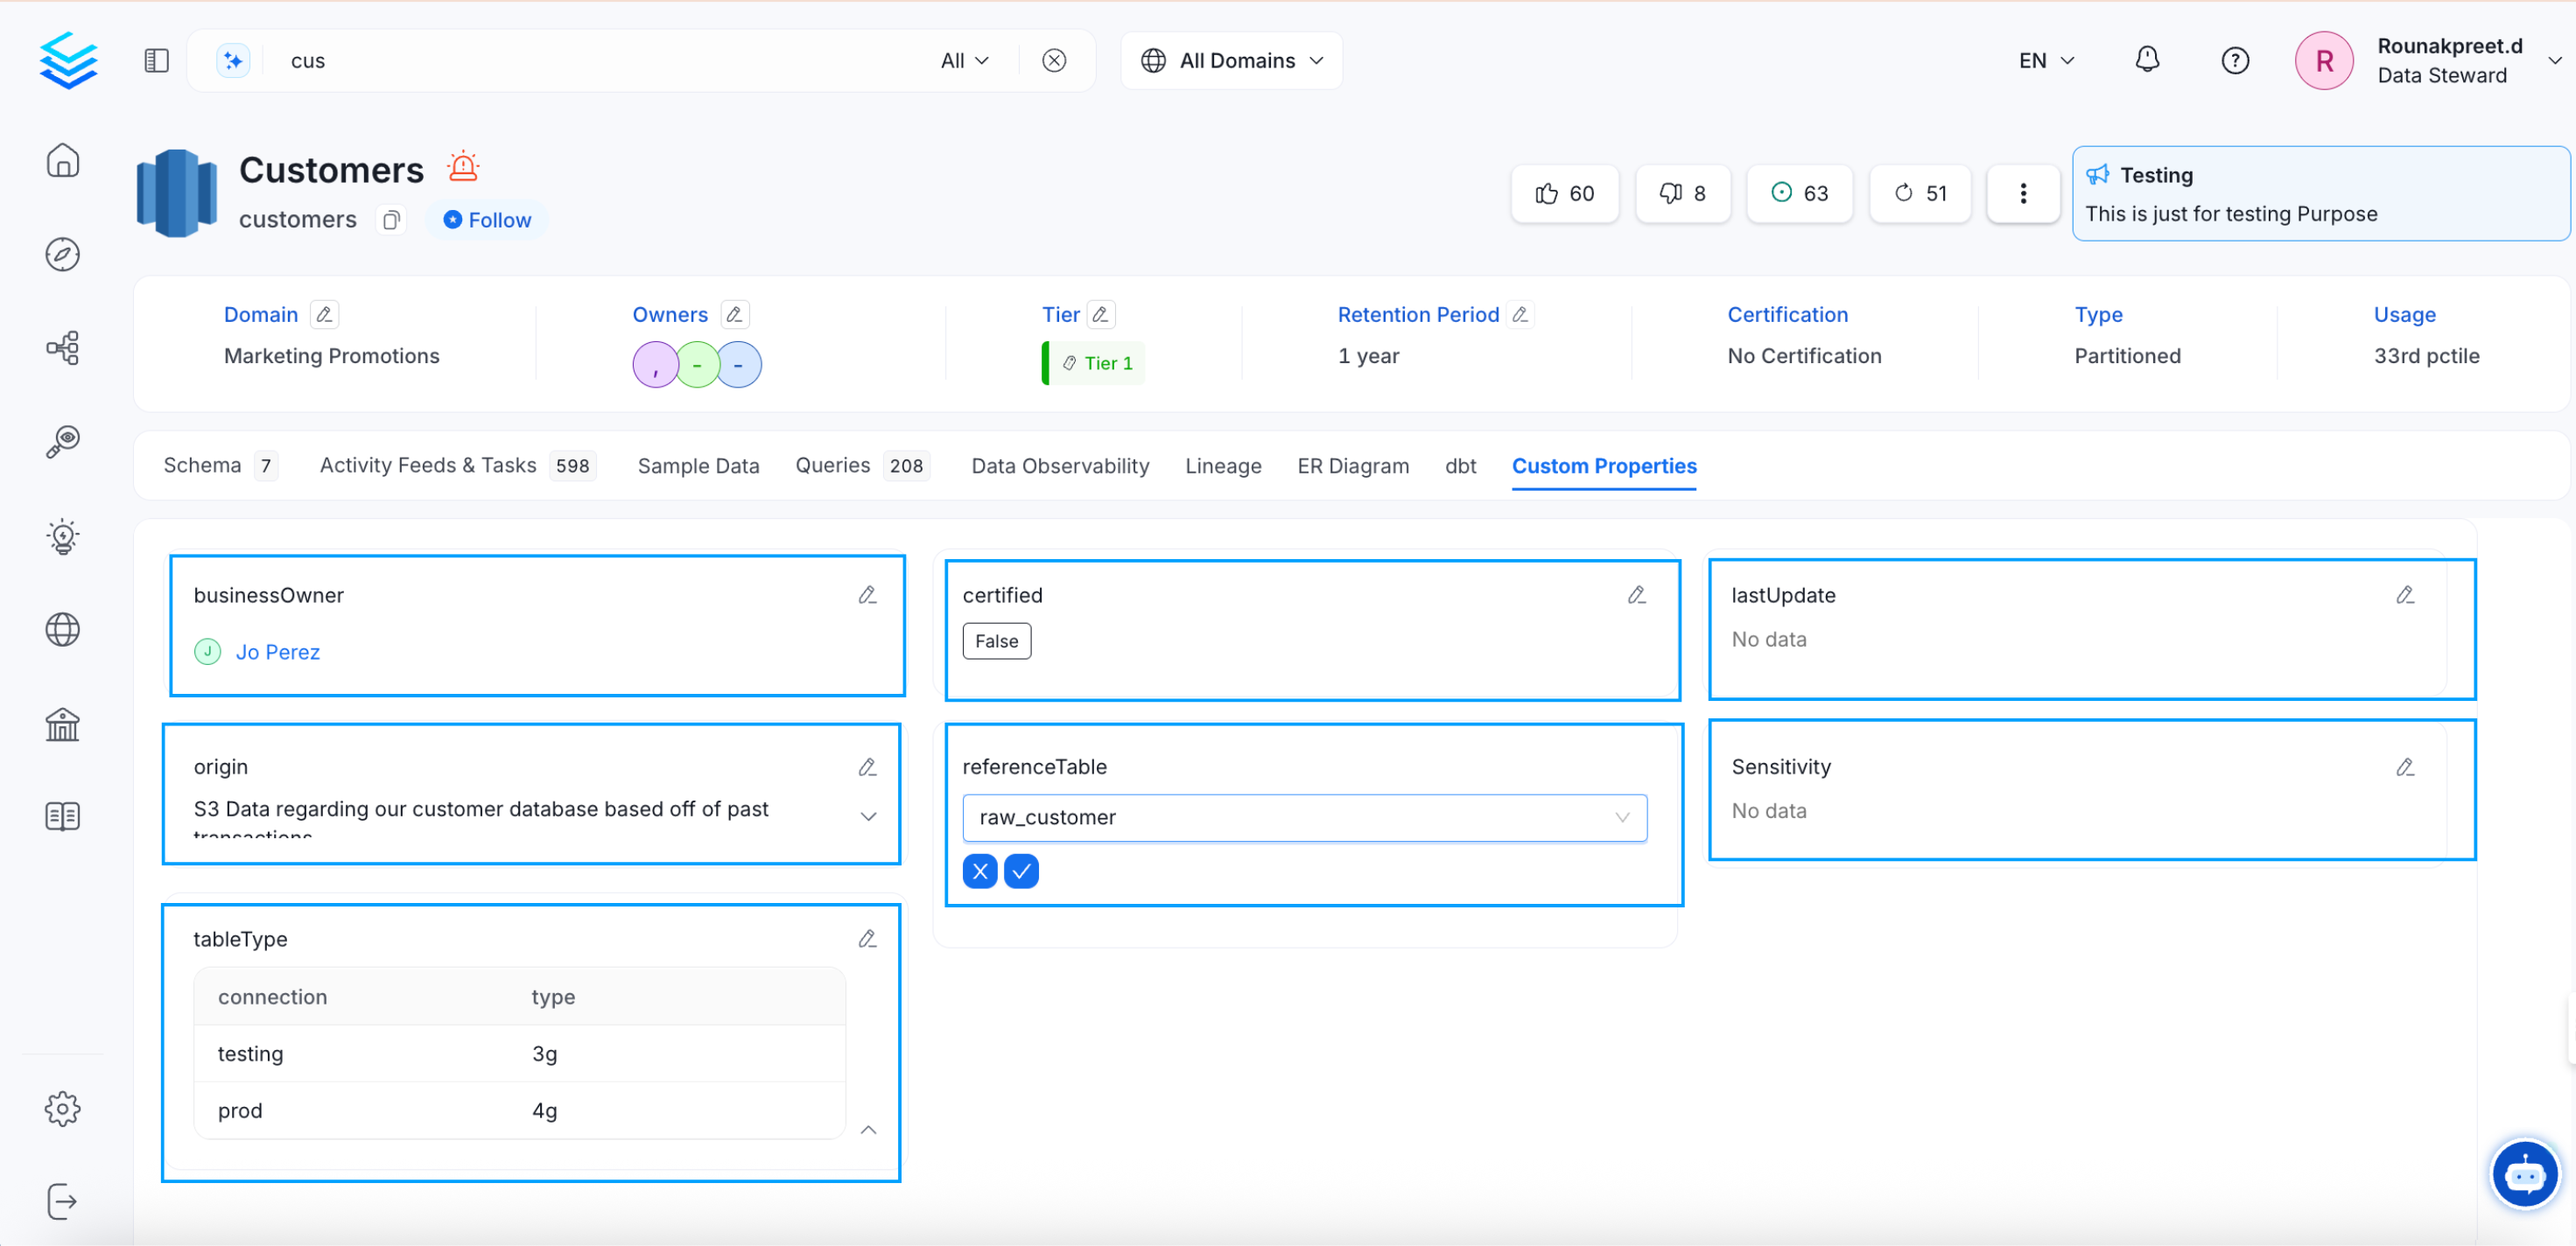 cus All All Domains EN R Rounakpreet.d
Data Steward
Customers
customers Follow
60 8 63 51
Testing
This is just for testing Purpose
Domain Owners Tier Retention Period Certification Type Usage
Marketing Promotions , - - Tier 1 1 year No Certification Partitioned 33rd pctile
Schema 7 Activity Feeds & Tasks 598 Sample Data Queries 208 Data Observability Lineage ER Diagram dbt Custom Properties
businessOwner
J Jo Perez
certified
False
lastUpdate
No data
origin
S3 Data regarding our customer database based off of past
transactions
referenceTable
raw_customer
X
Sensitivity
No data
tableType
connection type
testing 3g
prod 4g